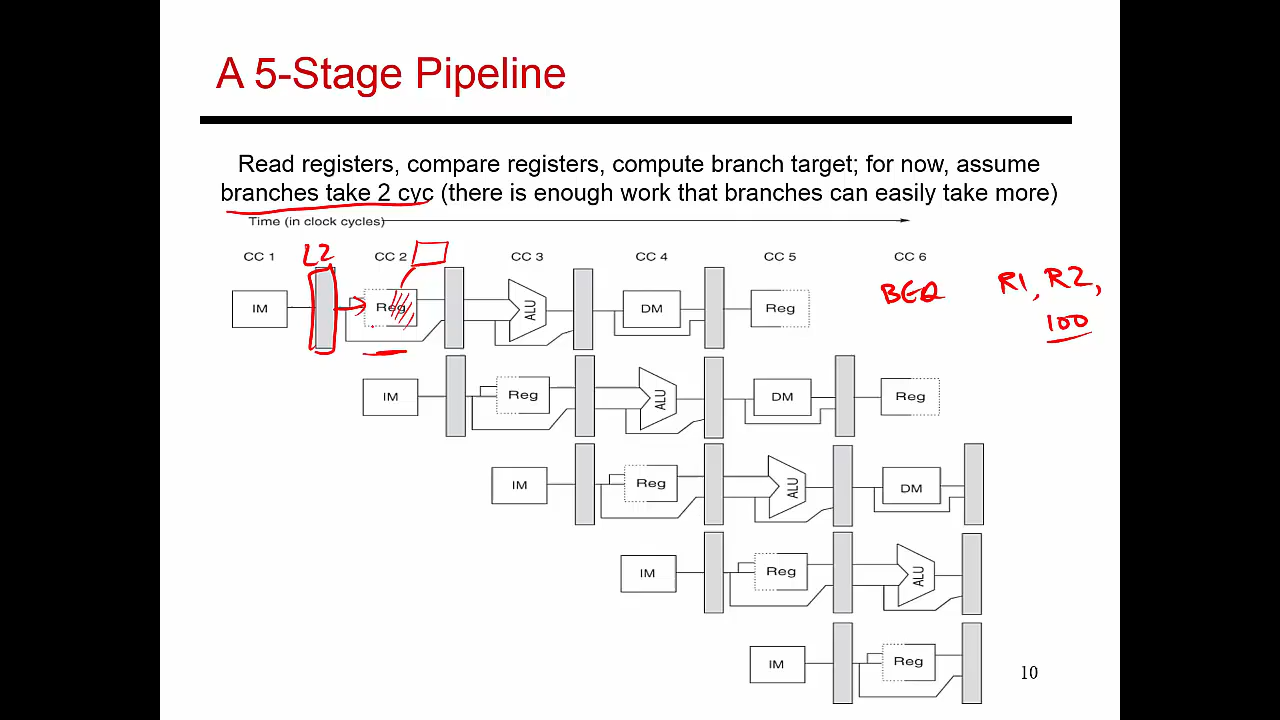 A 5-Stage Pipeline
Read registers, compare registers, compute branch target; for now, assume
branches take 2 cyc (there is enough work that branches can easily take more)
Time (in clock cycles)
CC 1 L2 CC 2 CC 3 CC 4 CC 5 CC 6
BEQ R1, R2,
100
IM Reg ALU DM Reg
IM Reg ALU DM Reg
IM Reg ALU DM
IM Reg ALU
IM Reg
10